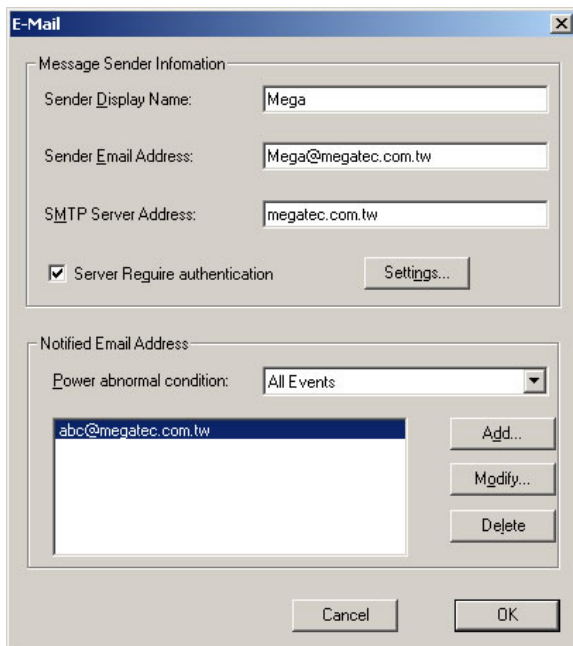 E-Mail
Message Sender Infomation
Sender Display Name: Mega
Sender Email Address: Mega@megatec.com.tw
SMTP Server Address: megatec.com.tw
Server Reguire authentication Settings...
Notified Email Address
Power abnormal condition: All Events
abc@megatec.com.tw
Add...
Modify...
Delete
Cancel OK